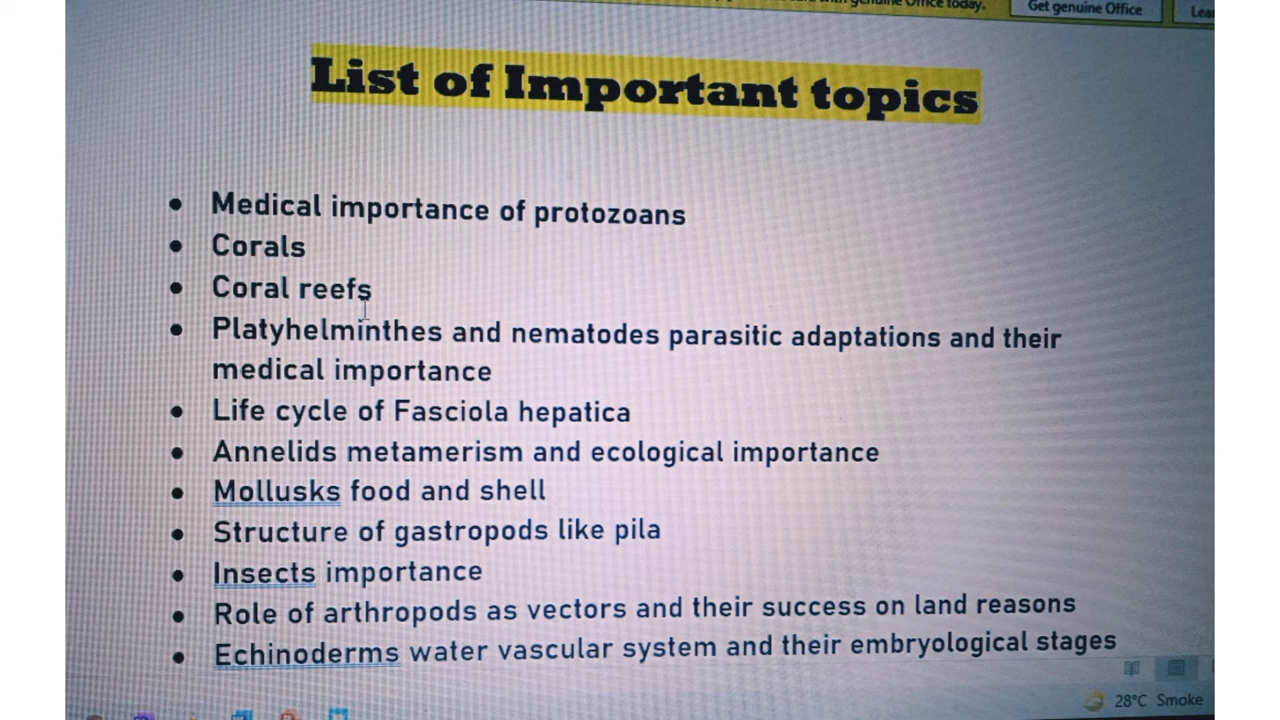 genuine Office today.
Get genuine Office
List of Important topics
• Medical importance of protozoans
• Corals
• Coral reefs
• Platyhelminthes and nematodes parasitic adaptations and their
medical importance
• Life cycle of Fasciola hepatica
• Annelids metamerism and ecological importance
• Mollusks food and shell
• Structure of gastropods like pila
• Insects importance
• Role of arthropods as vectors and their success on land reasons
• Echinoderms water vascular system and their embryological stages
28°C Smoke